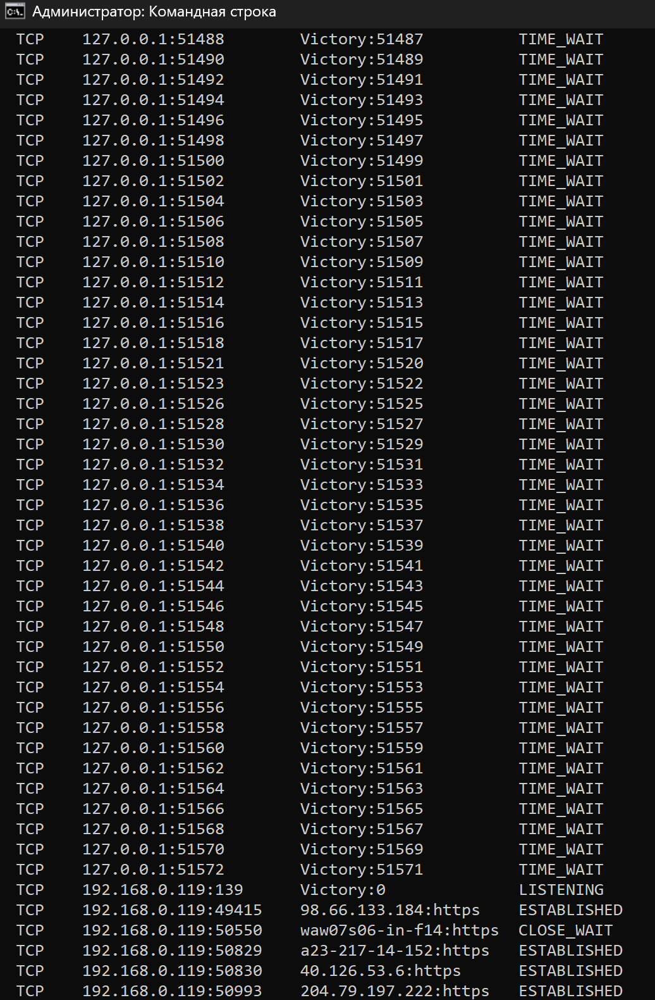 Администратор: Командная строка
TCP 127.0.0.1:51488 Victory:51487 TIME_WAIT
TCP 127.0.0.1:51490 Victory:51489 TIME_WAIT
TCP 127.0.0.1:51492 Victory:51491 TIME_WAIT
TCP 127.0.0.1:51494 Victory:51493 TIME_WAIT
TCP 127.0.0.1:51496 Victory:51495 TIME_WAIT
TCP 127.0.0.1:51498 Victory:51497 TIME_WAIT
TCP 127.0.0.1:51500 Victory:51499 TIME_WAIT
TCP 127.0.0.1:51502 Victory:51501 TIME_WAIT
TCP 127.0.0.1:51504 Victory:51503 TIME_WAIT
TCP 127.0.0.1:51506 Victory:51505 TIME_WAIT
TCP 127.0.0.1:51508 Victory:51507 TIME_WAIT
TCP 127.0.0.1:51510 Victory:51509 TIME_WAIT
TCP 127.0.0.1:51512 Victory:51511 TIME_WAIT
TCP 127.0.0.1:51514 Victory:51513 TIME_WAIT
TCP 127.0.0.1:51516 Victory:51515 TIME_WAIT
TCP 127.0.0.1:51518 Victory:51517 TIME_WAIT
TCP 127.0.0.1:51521 Victory:51520 TIME_WAIT
TCP 127.0.0.1:51523 Victory:51522 TIME_WAIT
TCP 127.0.0.1:51526 Victory:51525 TIME_WAIT
TCP 127.0.0.1:51528 Victory:51527 TIME_WAIT
TCP 127.0.0.1:51530 Victory:51529 TIME_WAIT
TCP 127.0.0.1:51532 Victory:51531 TIME_WAIT
TCP 127.0.0.1:51534 Victory:51533 TIME_WAIT
TCP 127.0.0.1:51536 Victory:51535 TIME_WAIT
TCP 127.0.0.1:51538 Victory:51537 TIME_WAIT
TCP 127.0.0.1:51540 Victory:51539 TIME_WAIT
TCP 127.0.0.1:51542 Victory:51541 TIME_WAIT
TCP 127.0.0.1:51544 Victory:51543 TIME_WAIT
TCP 127.0.0.1:51546 Victory:51545 TIME_WAIT
TCP 127.0.0.1:51548 Victory:51547 TIME_WAIT
TCP 127.0.0.1:51550 Victory:51549 TIME_WAIT
TCP 127.0.0.1:51552 Victory:51551 TIME_WAIT
TCP 127.0.0.1:51554 Victory:51553 TIME_WAIT
TCP 127.0.0.1:51556 Victory:51555 TIME_WAIT
TCP 127.0.0.1:51558 Victory:51557 TIME_WAIT
TCP 127.0.0.1:51560 Victory:51559 TIME_WAIT
TCP 127.0.0.1:51562 Victory:51561 TIME_WAIT
TCP 127.0.0.1:51564 Victory:51563 TIME_WAIT
TCP 127.0.0.1:51566 Victory:51565 TIME_WAIT
TCP 127.0.0.1:51568 Victory:51567 TIME_WAIT
TCP 127.0.0.1:51570 Victory:51569 TIME_WAIT
TCP 127.0.0.1:51572 Victory:51571 TIME_WAIT
TCP 192.168.0.119:139 Victory:0 LISTENING
TCP 192.168.0.119:49415 98.66.133.184:https ESTABLISHED
TCP 192.168.0.119:50550 waw07s06-in-f14:https CLOSE_WAIT
TCP 192.168.0.119:50829 a23-217-14-152:https ESTABLISHED
TCP 192.168.0.119:50830 40.126.53.6:https ESTABLISHED
TCP 192.168.0.119:50993 204.79.197.222:https ESTABLISHED